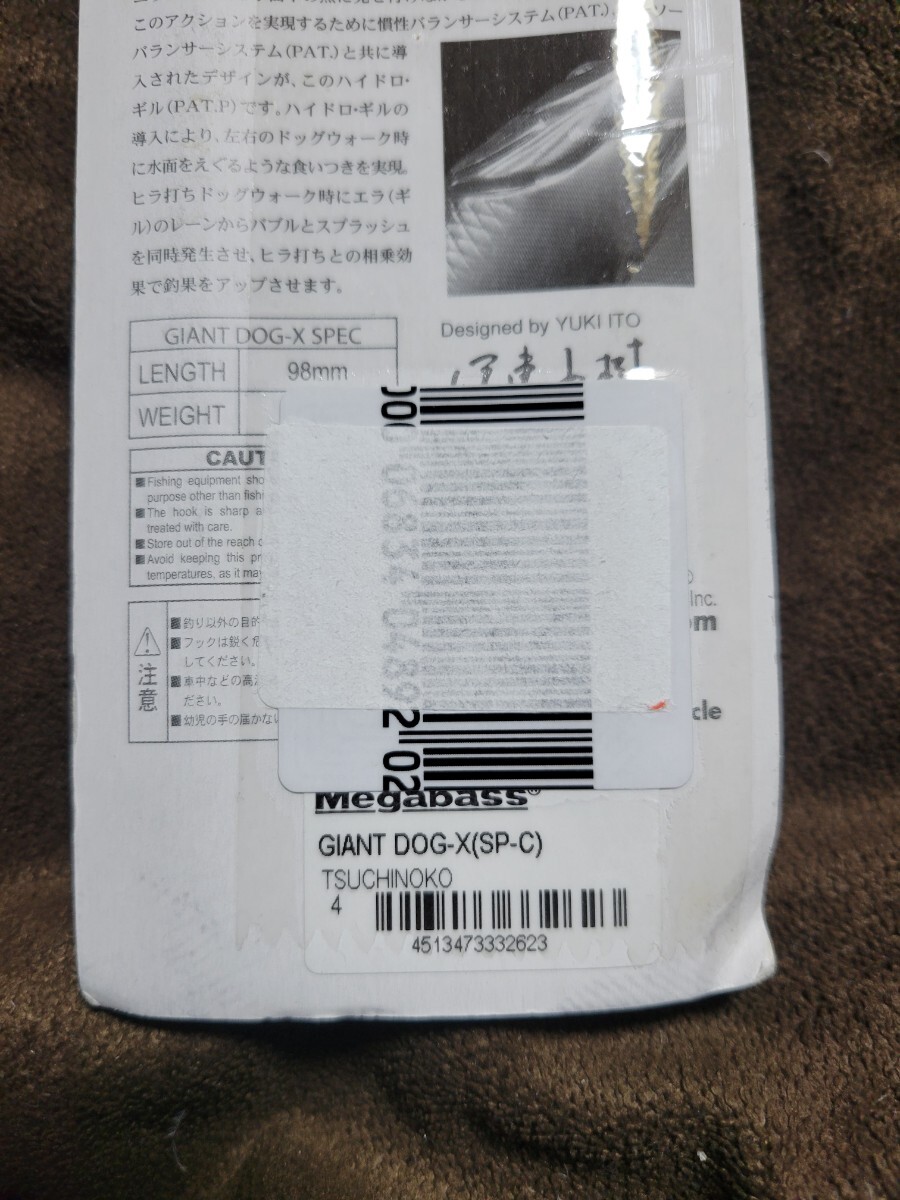 このアクションを実現するために慣性バランサーシステム(PAT.)、
バランサーシステム(PAT.)と共に導
入されたデザインが、このハイドロ・
ギル(PAT.P)です。ハイドロ・ギルの
導入により、左右のドッグウォーク時
に水面をえぐるような食いつきを実現。
ヒラ打ちドッグウォーク時にエラ(ギ
ル)のレーンからバブルとスプラッシュ
を同時発生させ、ヒラ打ちとの相乗効
果で釣果をアップさせます。
Designed by YUKI ITO
GIANT DOG-X SPEC
LENGTH 98mm
WEIGHT
CAUT
■Fishing equipment sho
purpose other than fishi
■The hook is sharp a
treated with care.
■Store out of the reach
■Avoid keeping this pr
temperatures, as it may
注意
■釣り以外の目的
■フックは鋭く危
してください。
■車中などの高
ださい。
■幼児の手の届かな
Inc.
om
cle
Megabass®
GIANT DOG-X(SP-C)
TSUCHINOKO
4
4513473332623